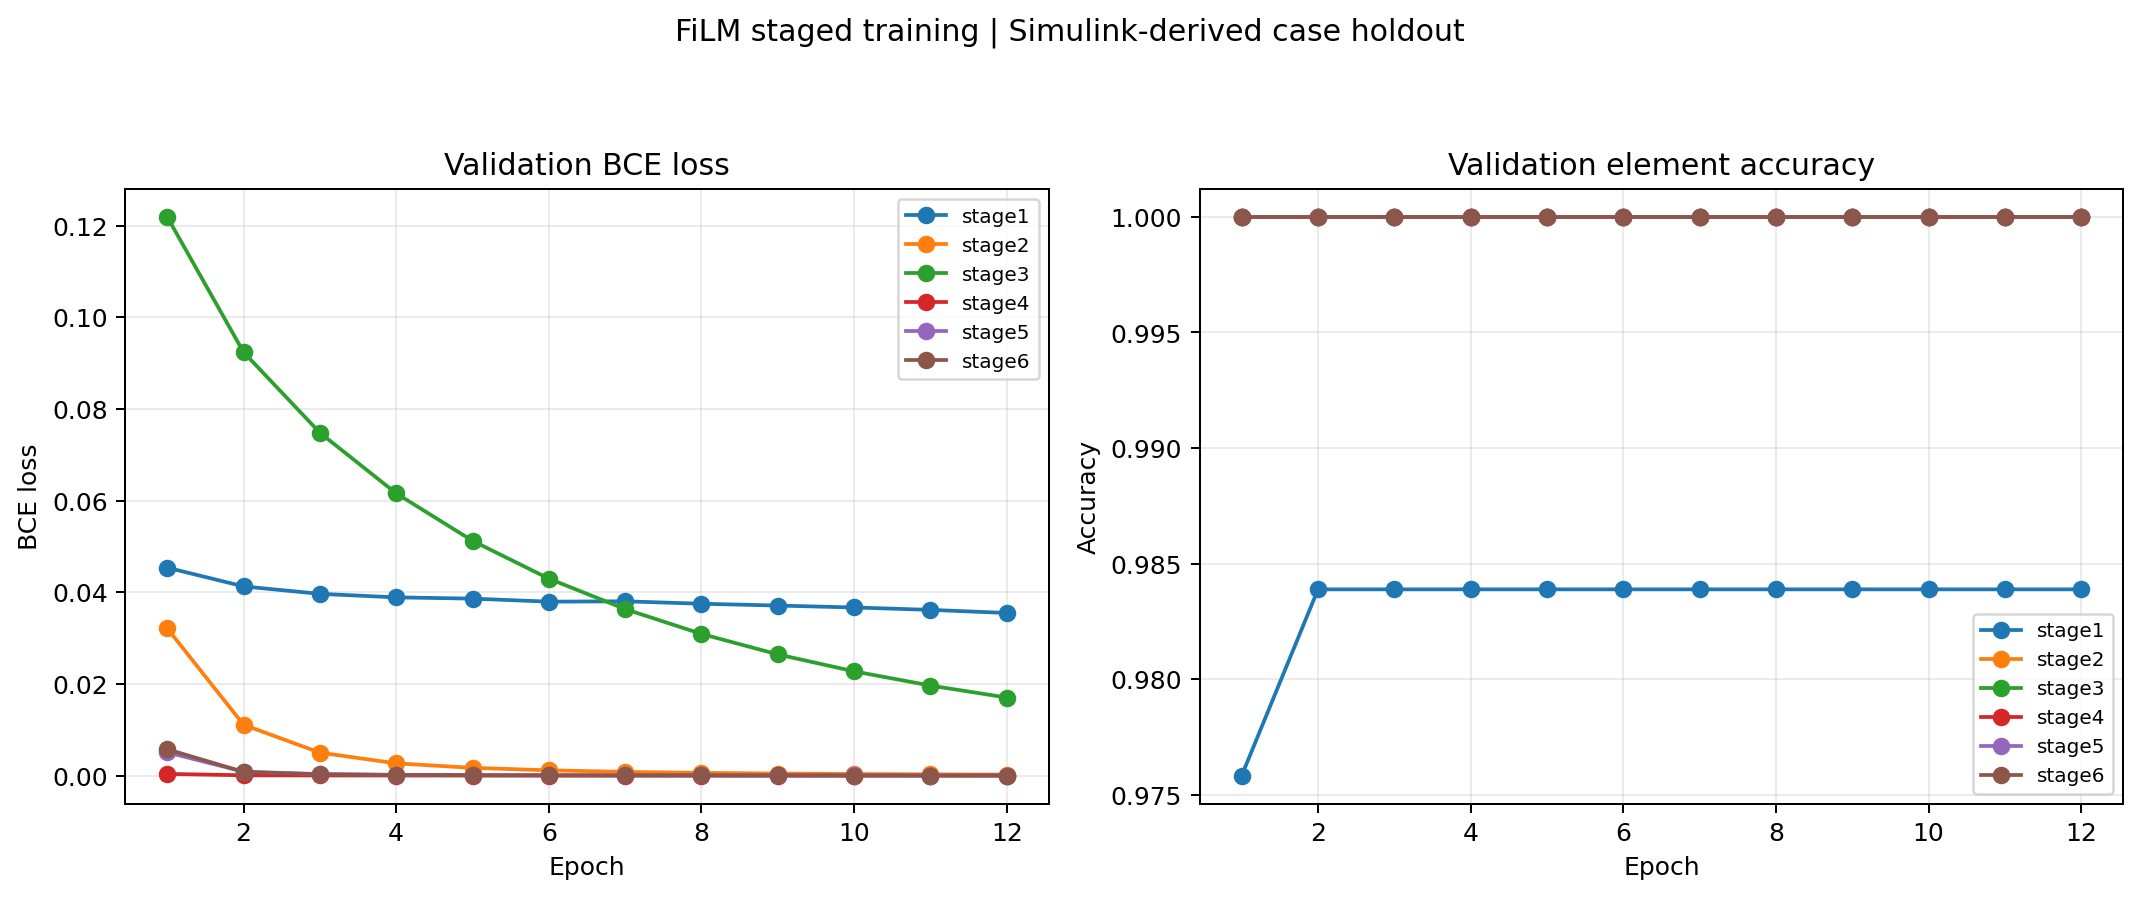 FiLM staged training | Simulink-derived case holdout
Validation BCE loss
BCE loss
0.12
0.10
0.08
0.06
0.04
0.02
0.00
stage1
stage2
stage3
stage4
stage5
stage6
2 4 6 8 10 12
Epoch
Validation element accuracy
Accuracy
1.000
0.995
0.990
0.985
0.980
0.975
stage1
stage2
stage3
stage4
stage5
stage6
2 4 6 8 10 12
Epoch